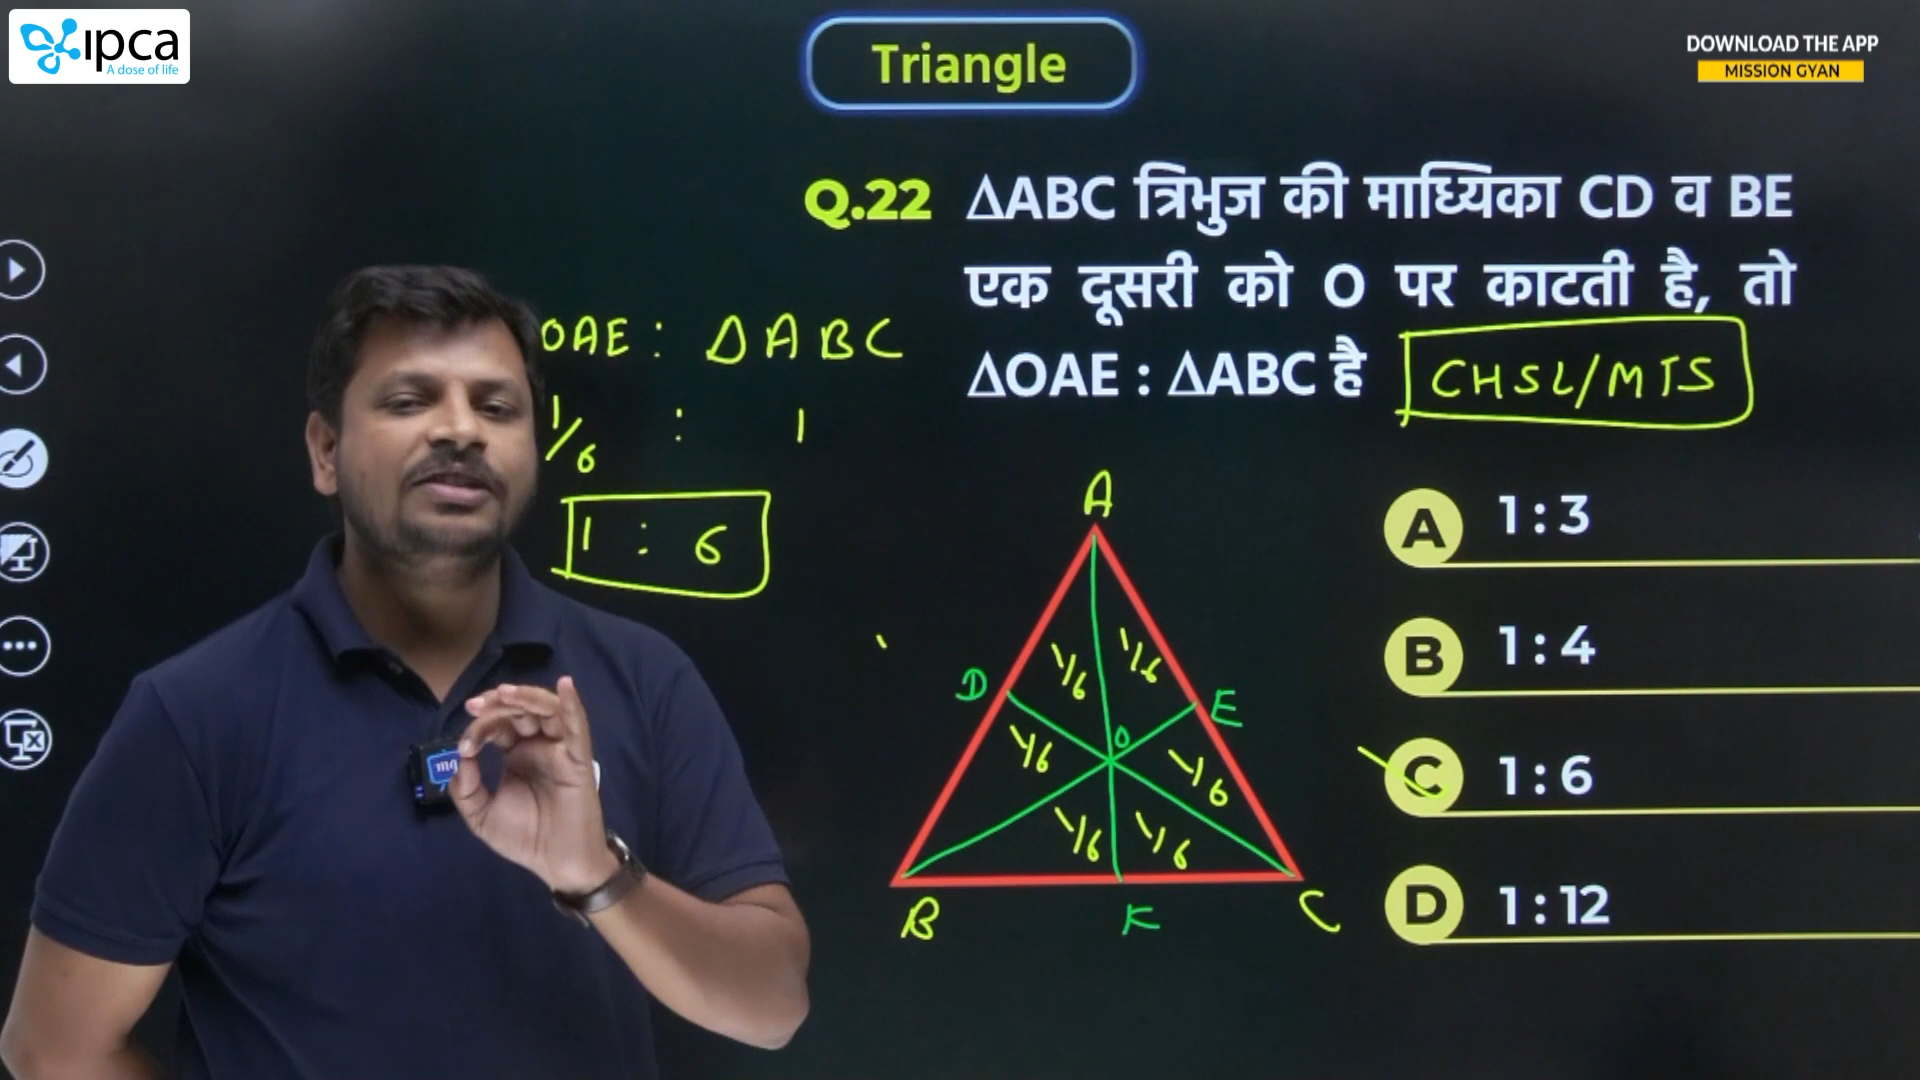 ipca
A dose of life
Triangle
DOWNLOAD THE APP
MISSION GYAN
Q.22 ΔABC त्रिभुज की माध्यिका CD व BE
एक दूसरी को O पर काटती है, तो
ΔOAE : ΔABC है
CHSL/MTS
OAE : Δ ABC
1/6 : 1
1 : 6
A
D
E
O
1/6
1/6
1/6
1/6
1/6
1/6
B
F
C
A 1 : 3
B 1 : 4
C 1 : 6
D 1 : 12